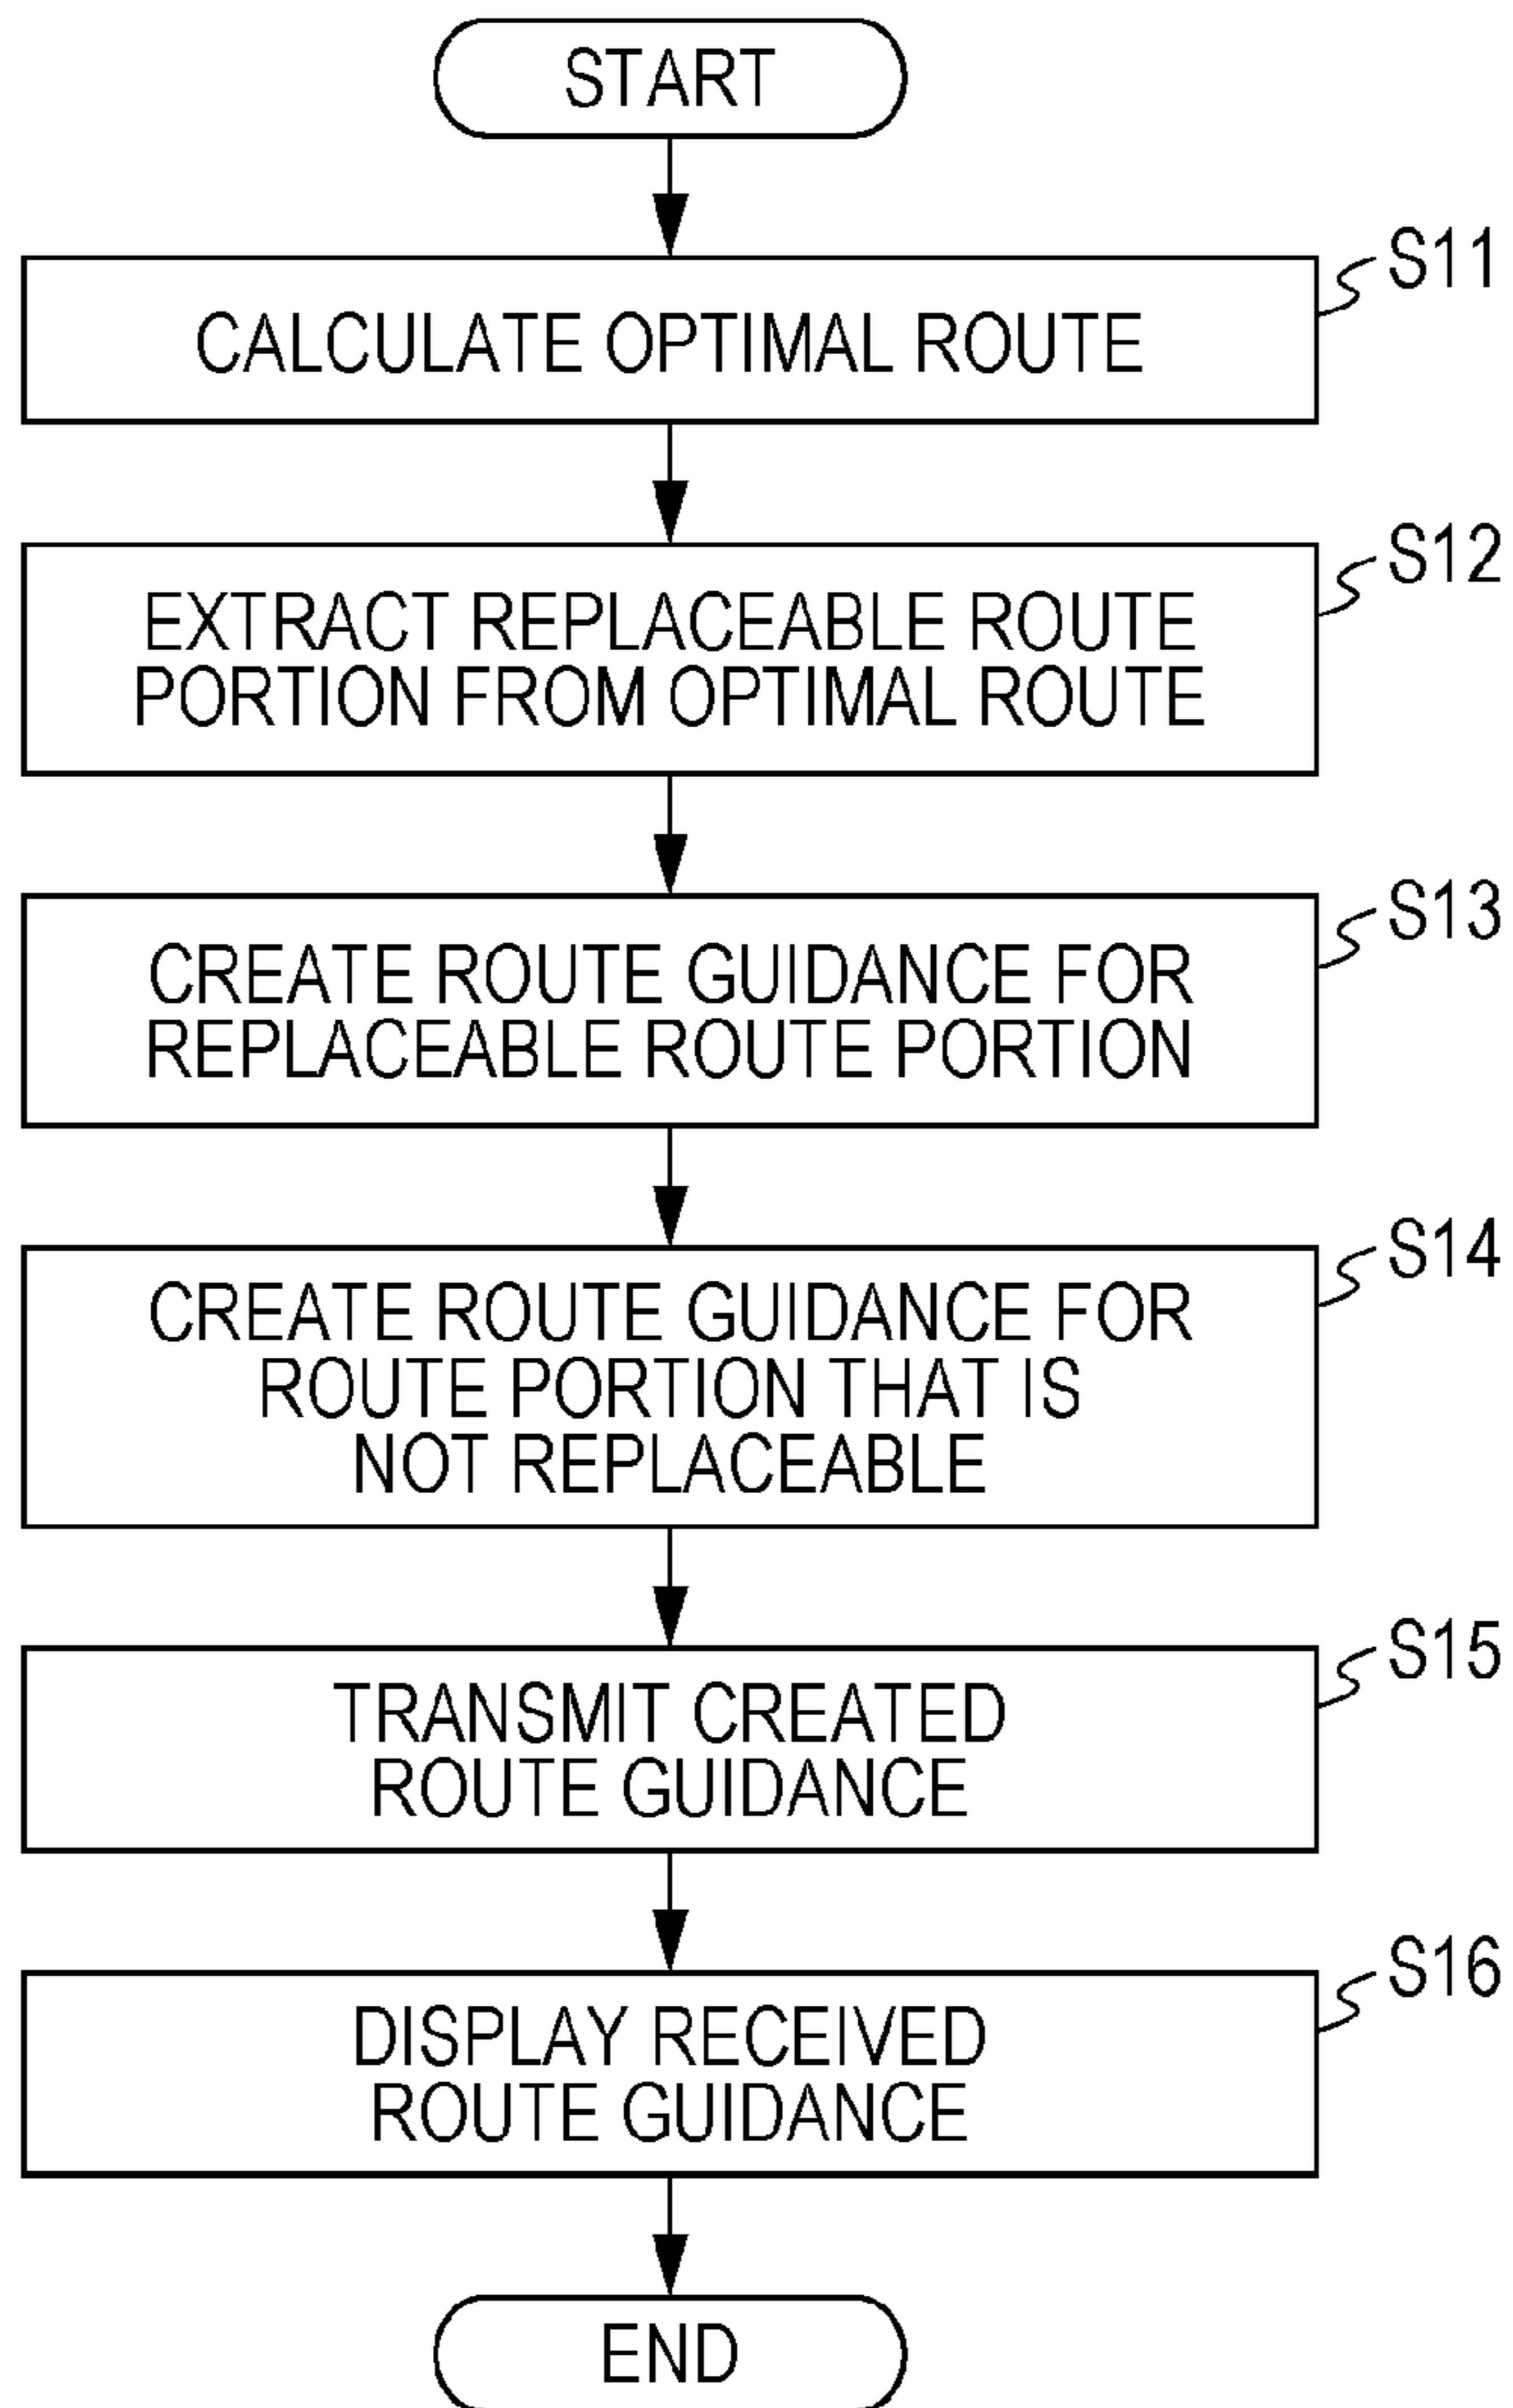 START
S11
CALCULATE OPTIMAL ROUTE
S12
EXTRACT REPLACEABLE ROUTE
PORTION FROM OPTIMAL ROUTE
S13
CREATE ROUTE GUIDANCE FOR
REPLACEABLE ROUTE PORTION
S14
CREATE ROUTE GUIDANCE FOR
ROUTE PORTION THAT IS
NOT REPLACEABLE
S15
TRANSMIT CREATED
ROUTE GUIDANCE
S16
DISPLAY RECEIVED
ROUTE GUIDANCE
END